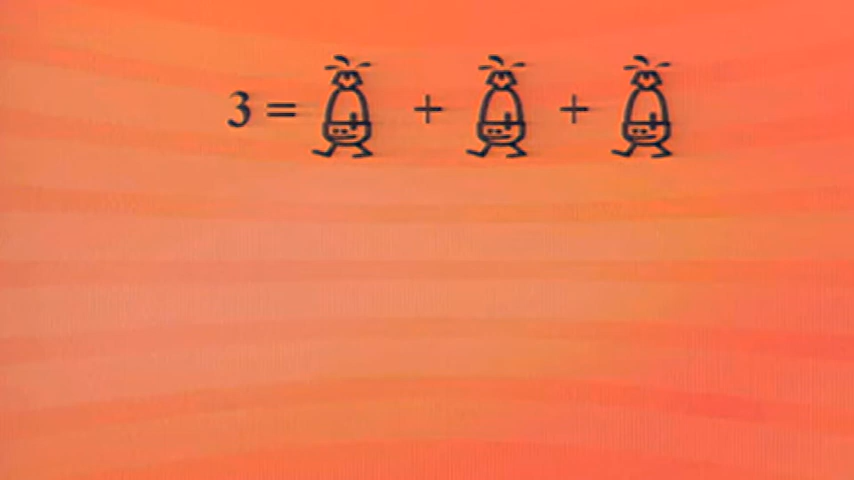 3 = + +